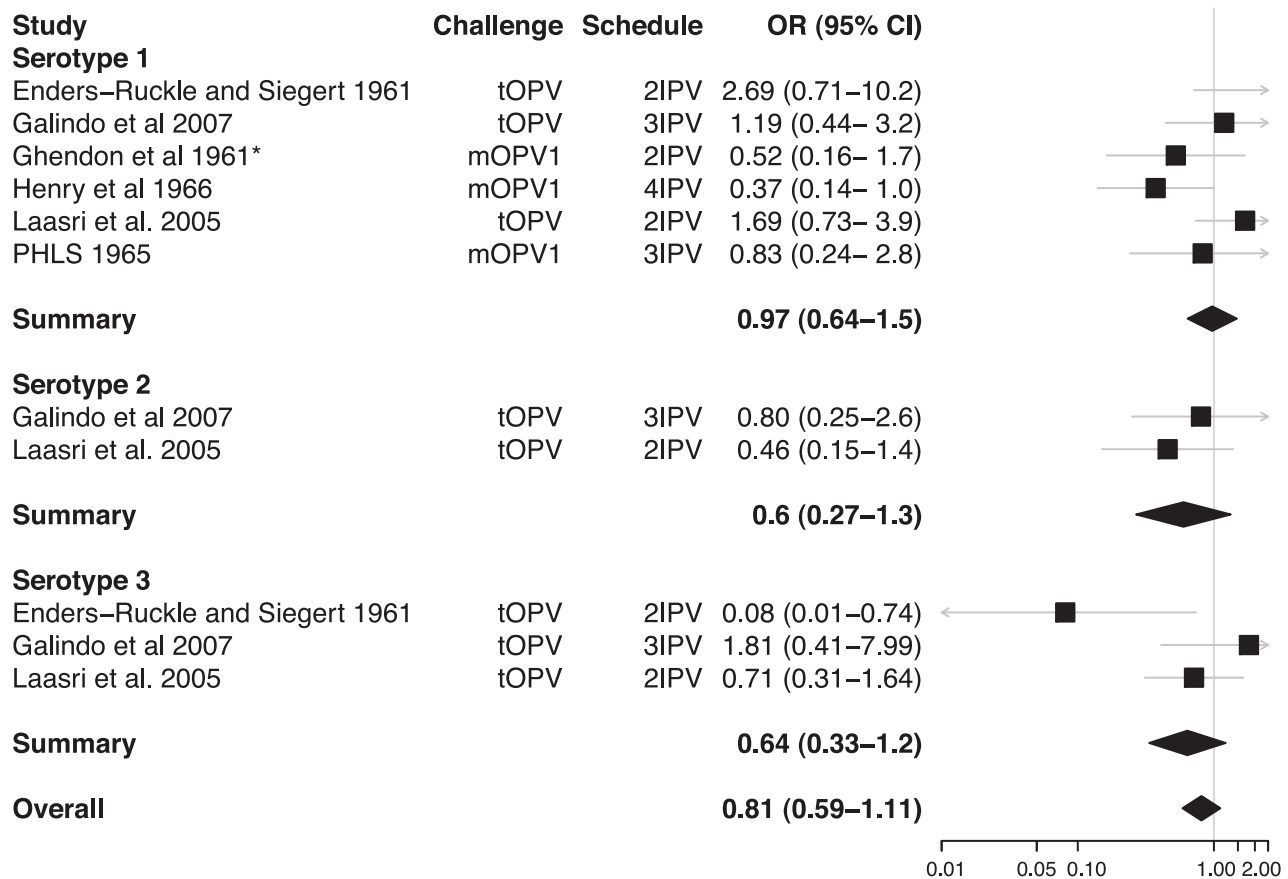 Study Challenge Schedule OR (95% CI)
Serotype 1
Enders–Ruckle and Siegert 1961 tOPV 2IPV 2.69 (0.71–10.2)
Galindo et al 2007 tOPV 3IPV 1.19 (0.44– 3.2)
Ghendon et al 1961* mOPV1 2IPV 0.52 (0.16– 1.7)
Henry et al 1966 mOPV1 4IPV 0.37 (0.14– 1.0)
Laasri et al. 2005 tOPV 2IPV 1.69 (0.73– 3.9)
PHLS 1965 mOPV1 3IPV 0.83 (0.24– 2.8)
Summary 0.97 (0.64–1.5)
Serotype 2
Galindo et al 2007 tOPV 3IPV 0.80 (0.25–2.6)
Laasri et al. 2005 tOPV 2IPV 0.46 (0.15–1.4)
Summary 0.6 (0.27–1.3)
Serotype 3
Enders–Ruckle and Siegert 1961 tOPV 2IPV 0.08 (0.01–0.74)
Galindo et al 2007 tOPV 3IPV 1.81 (0.41–7.99)
Laasri et al. 2005 tOPV 2IPV 0.71 (0.31–1.64)
Summary 0.64 (0.33–1.2)
Overall 0.81 (0.59–1.11)
0.01 0.05 0.10 1.00 2.00